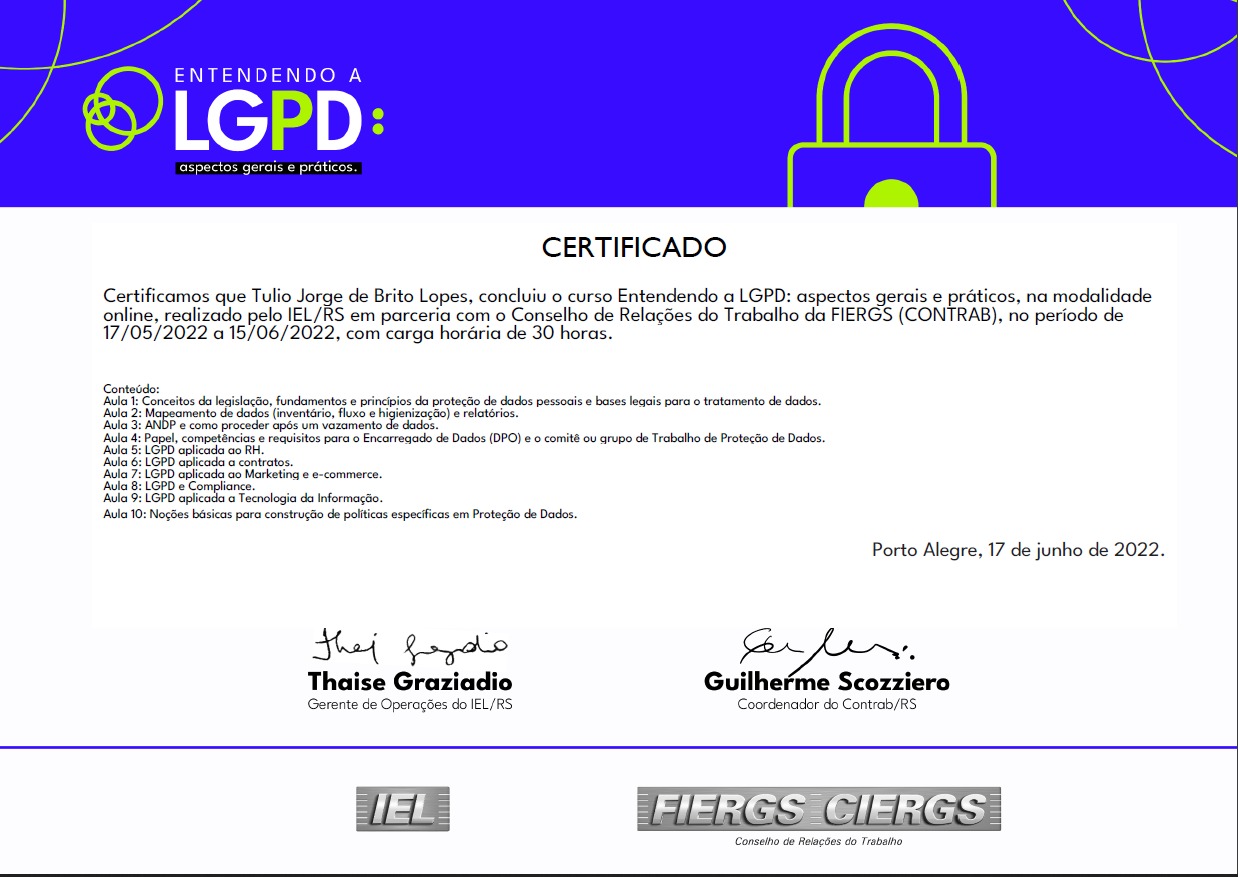 ENTENDENDO A
LGPD:
aspectos gerais e práticos.
CERTIFICADO
Certificamos que Tulio Jorge de Brito Lopes, concluiu o curso Entendendo a LGPD: aspectos gerais e práticos, na modalidade
online, realizado pelo IEL/RS em parceria com o Conselho de Relações do Trabalho da FIERGS (CONTRAB), no período de
17/05/2022 a 15/06/2022, com carga horária de 30 horas.
Conteúdo:
Aula 1: Conceitos da legislação, fundamentos e princípios da proteção de dados pessoais e bases legais para o tratamento de dados.
Aula 2: Mapeamento de dados (inventário, fluxo e higienização) e relatórios.
Aula 3: ANDP e como proceder após um vazamento de dados.
Aula 4: Papel, competências e requisitos para o Encarregado de Dados (DPO) e o comitê ou grupo de Trabalho de Proteção de Dados.
Aula 5: LGPD aplicada ao RH.
Aula 6: LGPD aplicada a contratos.
Aula 7: LGPD aplicada ao Marketing e e-commerce.
Aula 8: LGPD e Compliance.
Aula 9: LGPD aplicada a Tecnologia da Informação.
Aula 10: Noções básicas para construção de políticas específicas em Proteção de Dados.
Porto Alegre, 17 de junho de 2022.
Thaise Graziadio
Gerente de Operações do IEL/RS
Guilherme Scozziero
Coordenador do Contrab/RS
IEL
FIERGS CIERGS
Conselho de Relações do Trabalho